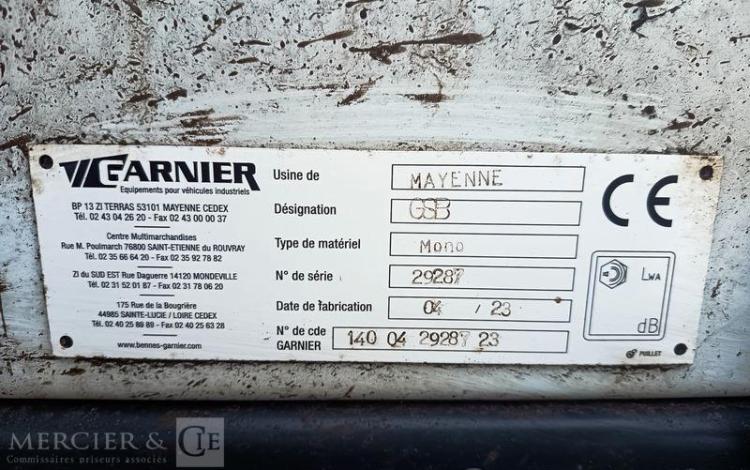 GARNIER
Equipements pour véhicules industriels
BP 13 ZI TERRAS 53101 MAYENNE CEDEX
Tél. 02 43 04 26 20 - Fax 02 43 00 00 37
Centre Multimarchandises
Rue M. Poulmarch 76800 SAINT-ETIENNE du ROUVRAY
Tél. 02 35 66 64 20 - Fax 02 35 92 78 82
ZI du SUD EST Rue Daguerre 14120 MONDEVILLE
Tél. 02 31 52 01 87 - Fax 02 31 78 06 20
175 Rue de la Bougrière
44985 SAINTE-LUCIE / LOIRE CEDEX
Tél. 02 40 25 89 89 - Fax 02 40 25 63 28
www.bennes-garnier.com
Usine de MAYENNE
Désignation GSB
Type de matériel Mono
N° de série 29287
Date de fabrication 04 / 23
N° de cde
GARNIER 140 04 29287 23
CE
LWA
dB
PUILLET
MERCIER & CIE
Commissaires priseurs associés